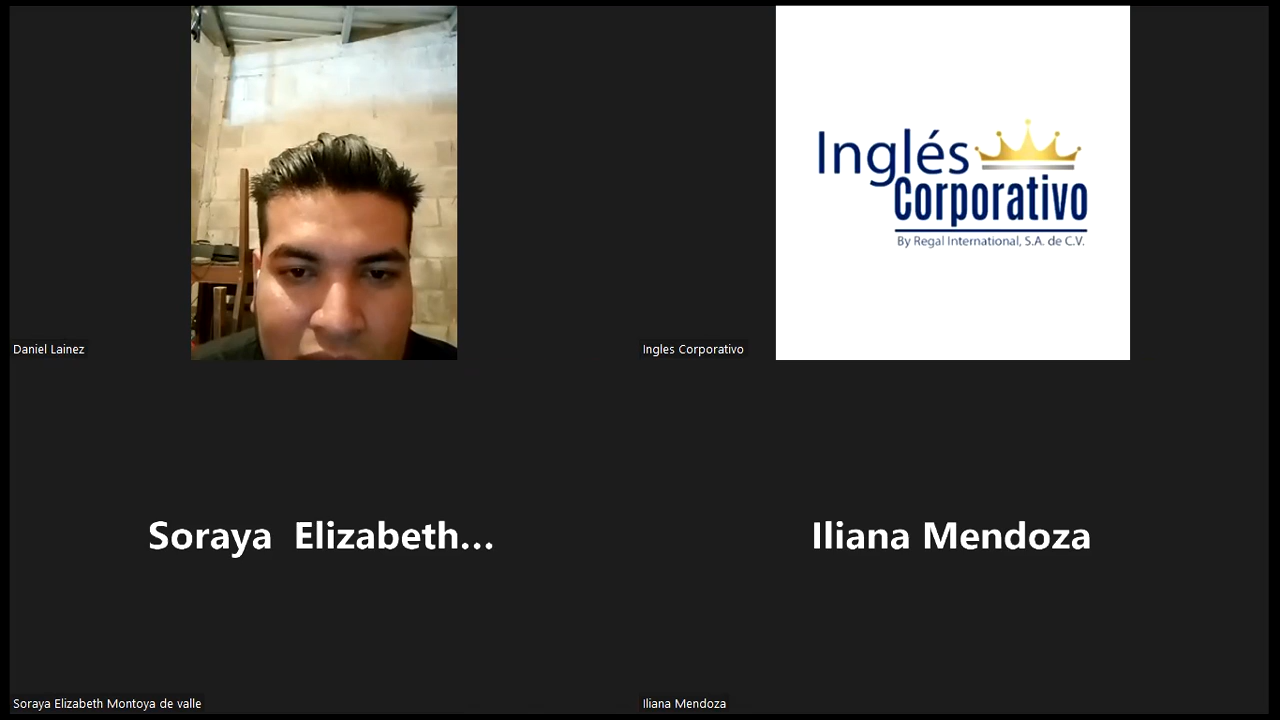 Inglés
Corporativo
By Regal International, S.A. de C.V.
Daniel Lainez
Ingles Corporativo
Soraya  Elizabeth...
Iliana Mendoza
Soraya Elizabeth Montoya de valle
Iliana Mendoza